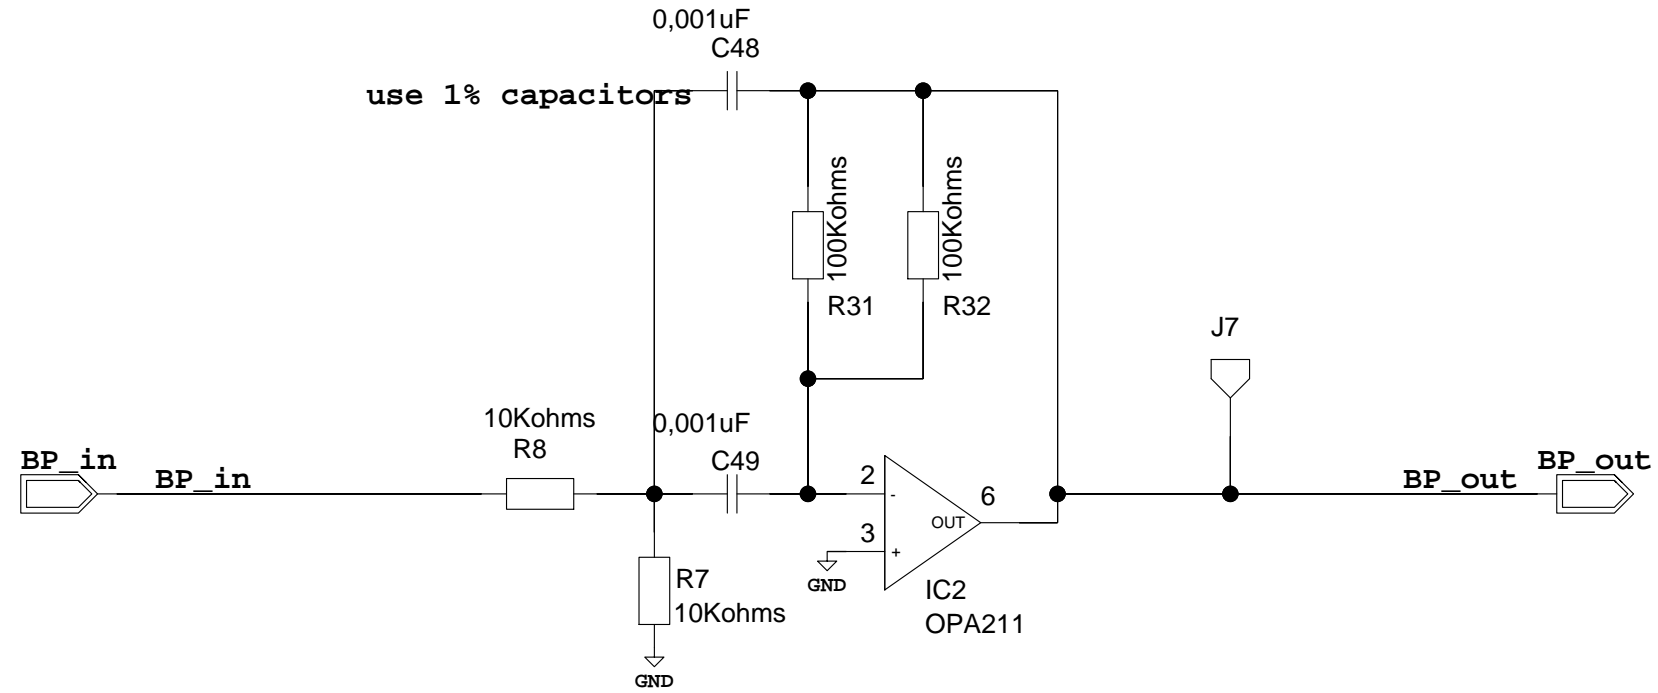 0,001uF
C48
use 1% capacitors
100Kohms
R31
100Kohms
R32
J7
10Kohms
R8
0,001uF
C49
BP_in
BP_in
2
-
3
+
OUT
6
GND
IC2
OPA211
R7
10Kohms
GND
BP_out
BP_out